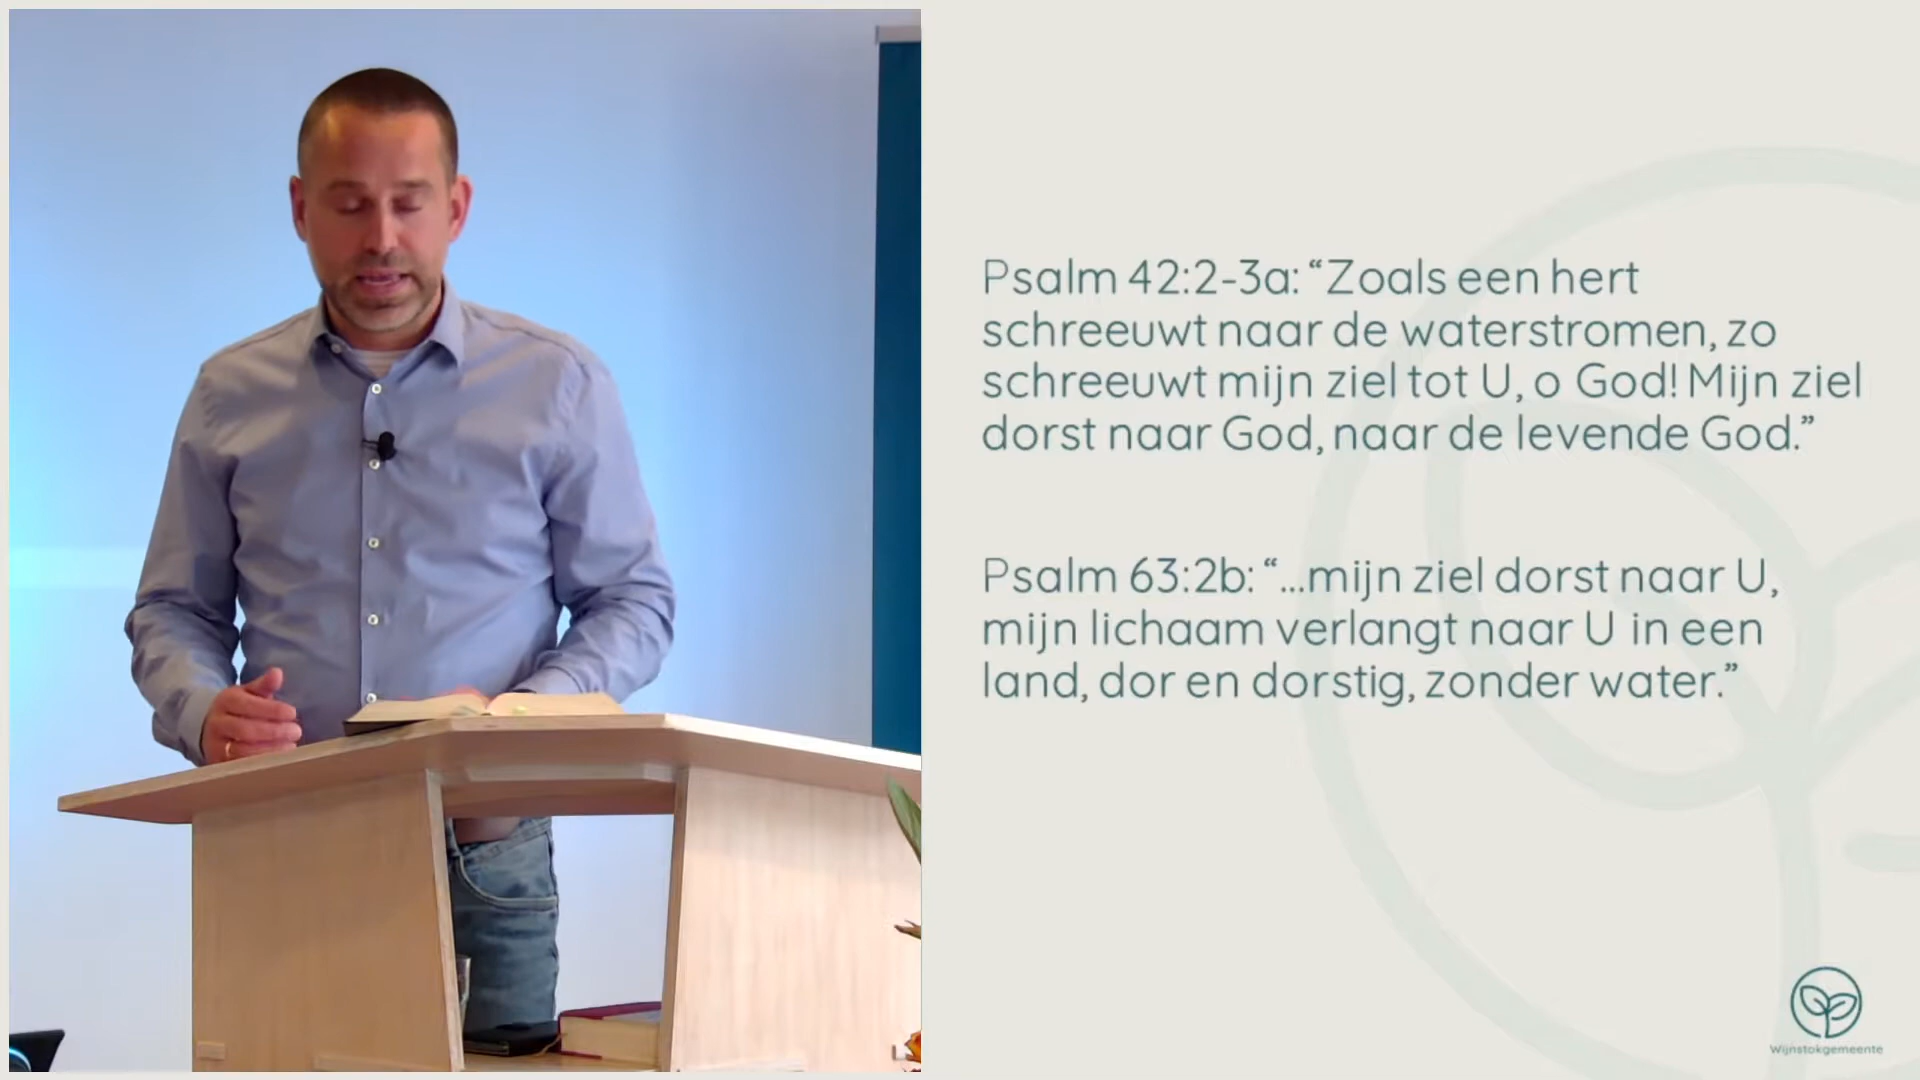 Psalm 42:2-3a: “Zoals een hert
schreeuwt naar de waterstromen, zo
schreeuwt mijn ziel tot U, o God! Mijn ziel
dorst naar God, naar de levende God.”
Psalm 63:2b: “...mijn ziel dorst naar U,
mijn lichaam verlangt naar U in een
land, dor en dorstig, zonder water.”
Wijnstokgemeente